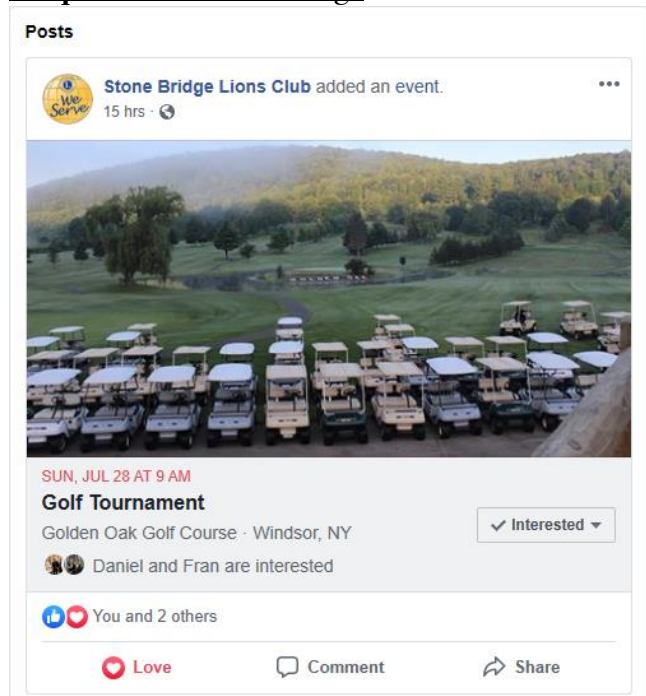 Posts
Stone Bridge Lions Club added an event.
15 hrs ·
L
We
Serve
SUN, JUL 28 AT 9 AM
Golf Tournament
Golden Oak Golf Course · Windsor, NY
Interested
Daniel and Fran are interested
You and 2 others
Love
Comment
Share